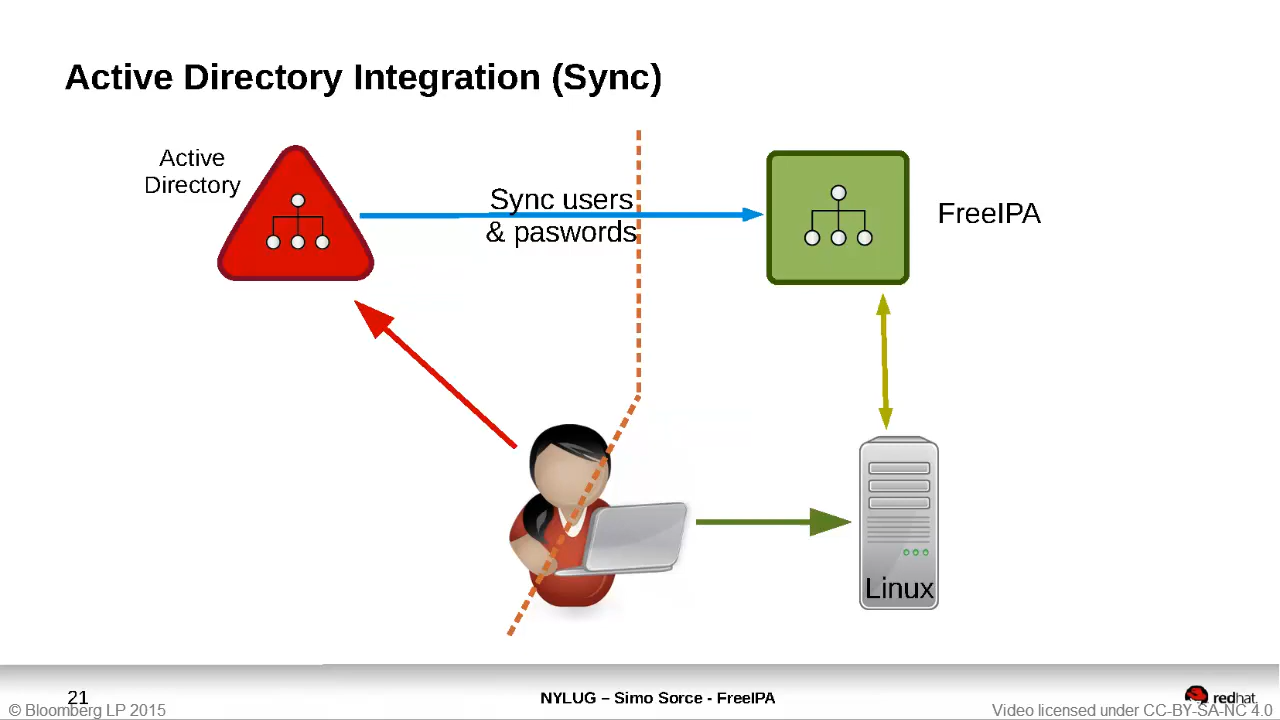 Active Directory Integration (Sync)
Active
Directory
Sync users
& paswords
FreeIPA
Linux
21
NYLUG – Simo Sorce - FreeIPA
redhat
© Bloomberg LP 2015
Video licensed under CC-BY-SA-NC 4.0